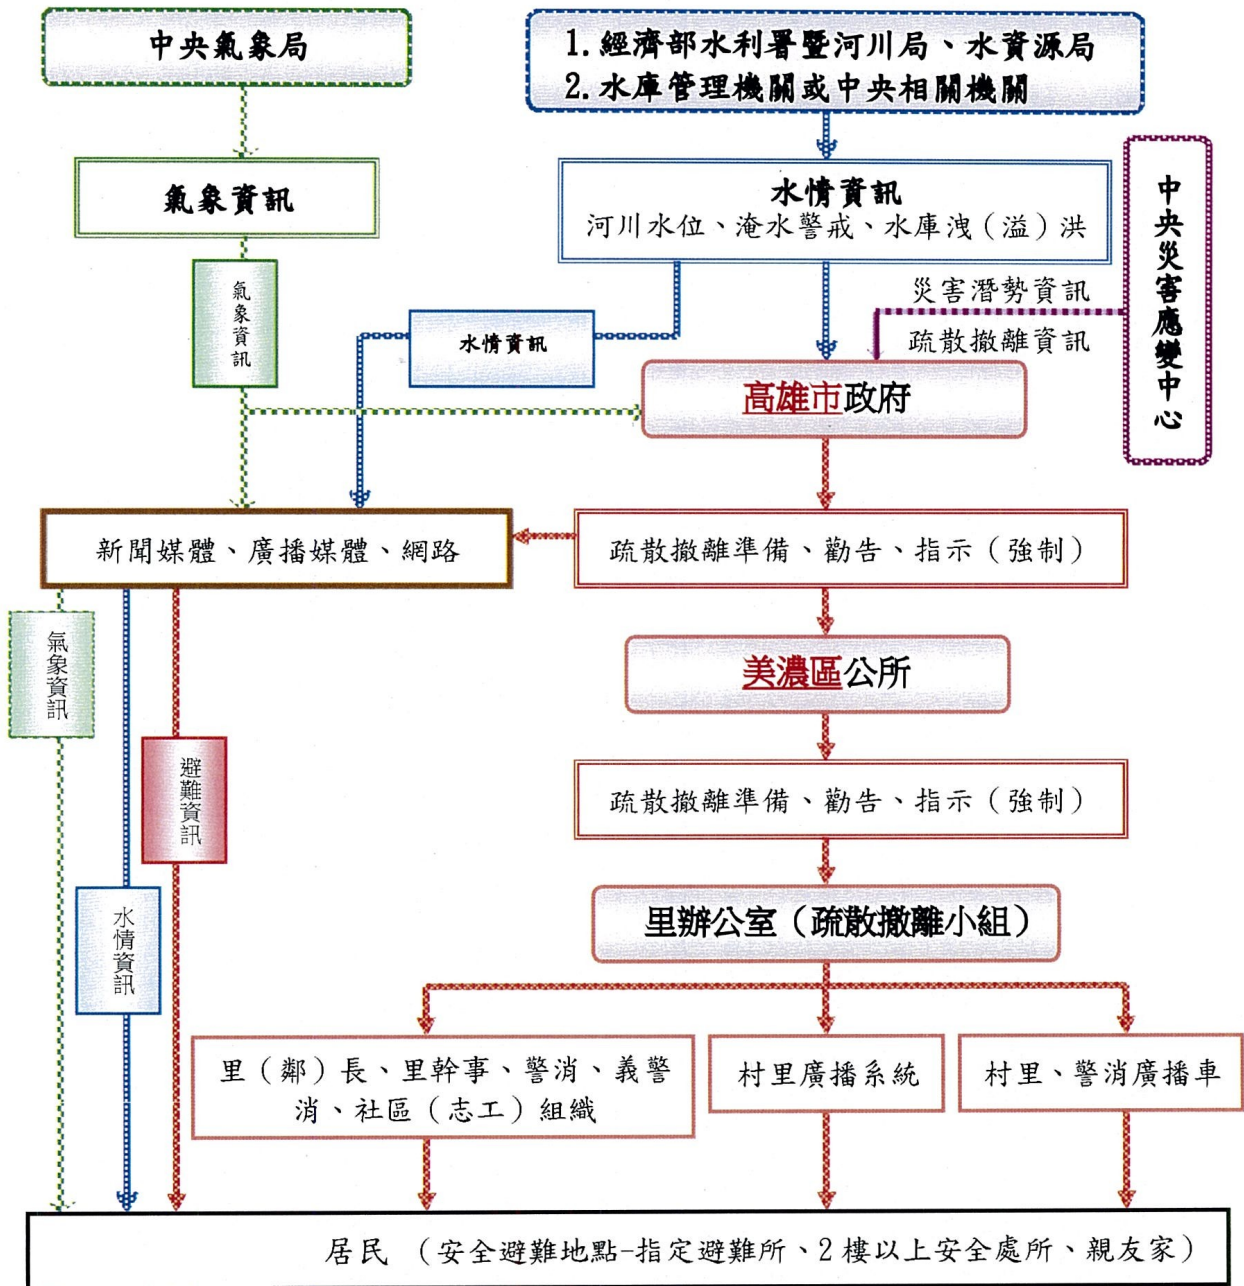 中央氣象局
1.經濟部水利署暨河川局、水資源局
2.水庫管理機關或中央相關機關
氣象資訊
水情資訊
河川水位、淹水警戒、水庫洩(溢)洪
中央災害應變中心
氣象資訊
水情資訊
災害潛勢資訊
疏散撤離資訊
高雄市政府
新聞媒體、廣播媒體、網路
疏散撤離準備、勸告、指示(強制)
氣象資訊
美濃區公所
避難資訊
疏散撤離準備、勸告、指示(強制)
水情資訊
里辦公室(疏散撤離小組)
里(鄰)長、里幹事、警消、義警
消、社區(志工)組織
村里廣播系統
村里、警消廣播車
居民 (安全避難地點-指定避難所、2樓以上安全處所、親友家)